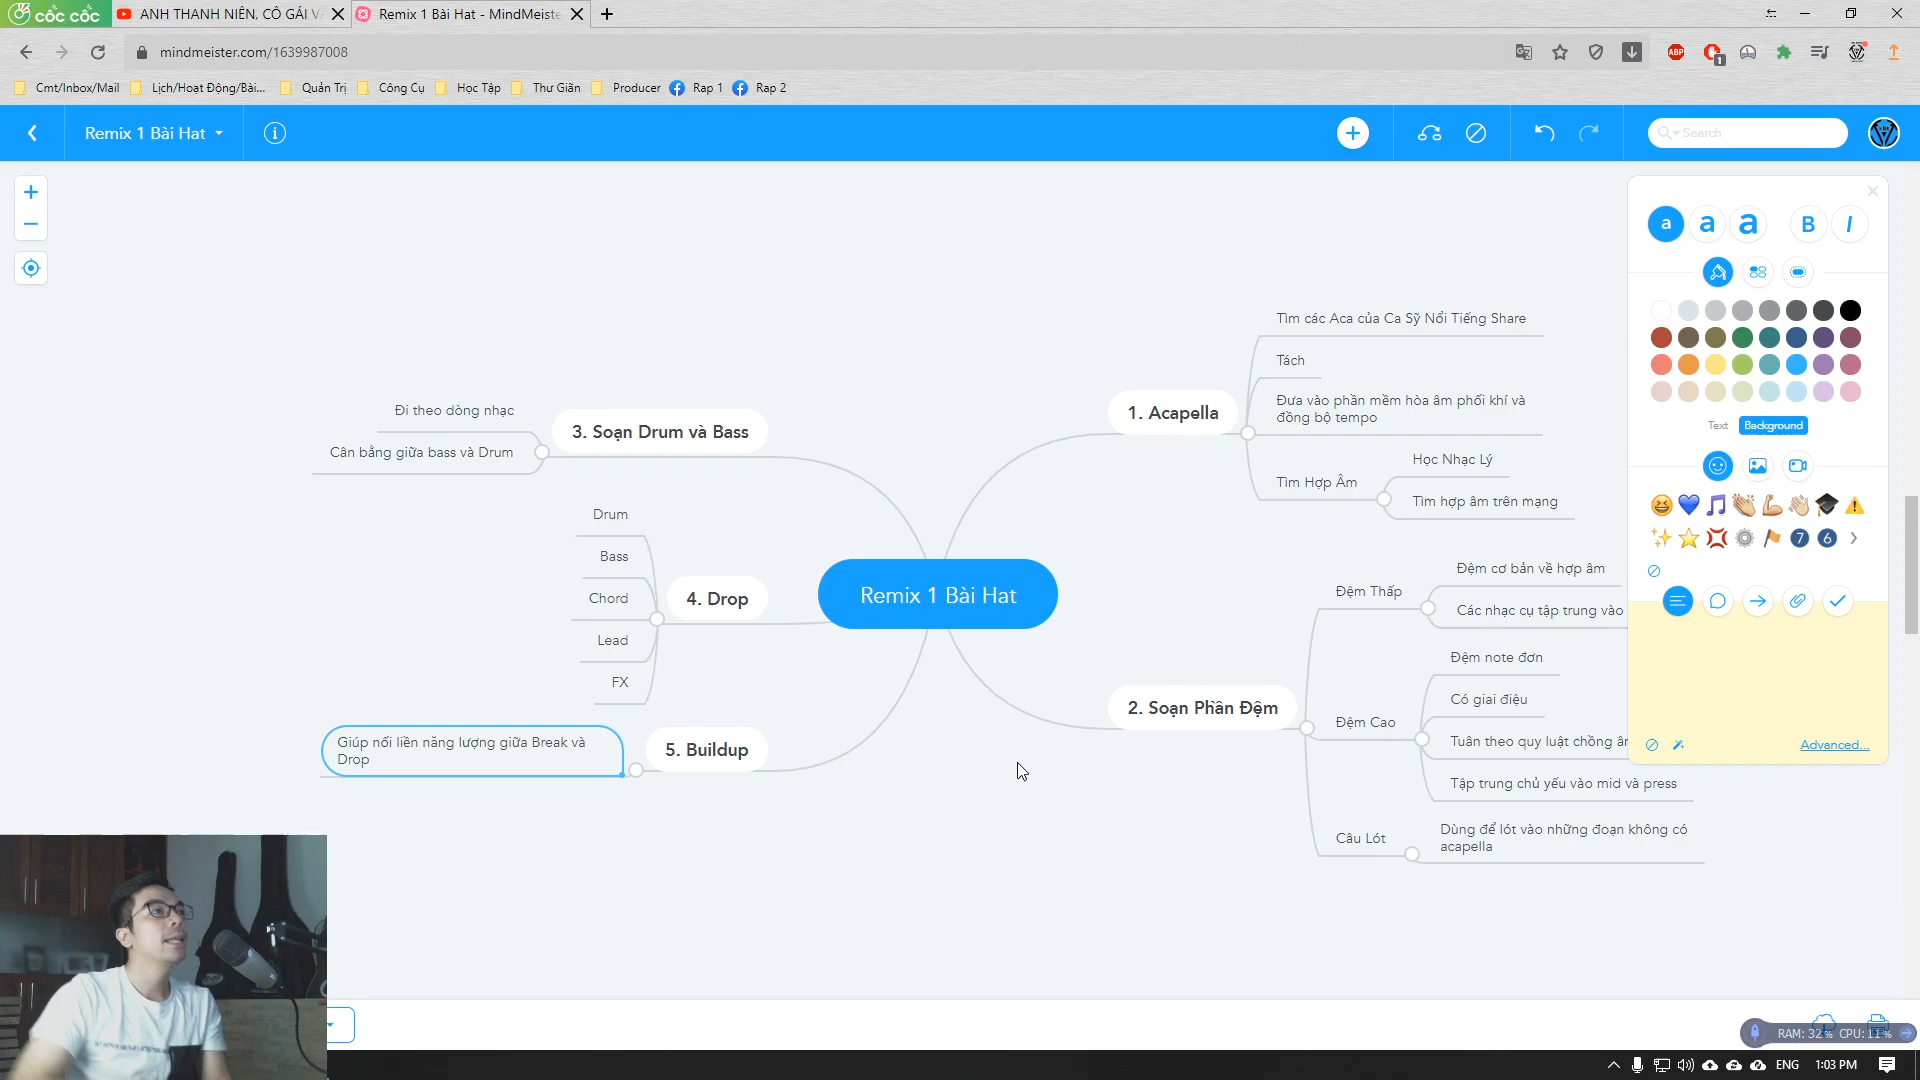 cốc cốc
ANH THANH NIÊN, CÔ GÁI V
Remix 1 Bài Hat - MindMeiste
mindmeister.com/1639987008
ABP
1
Cmt/Inbox/Mail
Lịch/Hoạt Động/Bài...
Quản Trị
Công Cụ
Học Tập
Thư Giãn
Producer
Rap 1
Rap 2
Remix 1 Bài Hat
Search
a a a B I
Tìm các Aca của Ca Sỹ Nổi Tiếng Share
Tách
Đưa vào phần mềm hòa âm phối khí và
đồng bộ tempo
1. Acapella
Tìm Hợp Âm
Học Nhạc Lý
Tìm hợp âm trên mạng
Đi theo dòng nhạc
Cân bằng giữa bass và Drum
3. Soạn Drum và Bass
Drum
Bass
Chord
Lead
FX
4. Drop
Remix 1 Bài Hat
Giúp nối liền năng lượng giữa Break và
Drop
5. Buildup
2. Soạn Phần Đệm
Đệm Thấp
Đệm cơ bản về hợp âm
Các nhạc cụ tập trung vào
Đệm Cao
Đệm note đơn
Có giai điệu
Tuân theo quy luật chồng âm
Tập trung chủ yếu vào mid và press
Câu Lót
Dùng để lót vào những đoạn không có
acapella
Text
Background
7 6
Advanced...
RAM: 32% CPU: 11%
ENG
1:03 PM